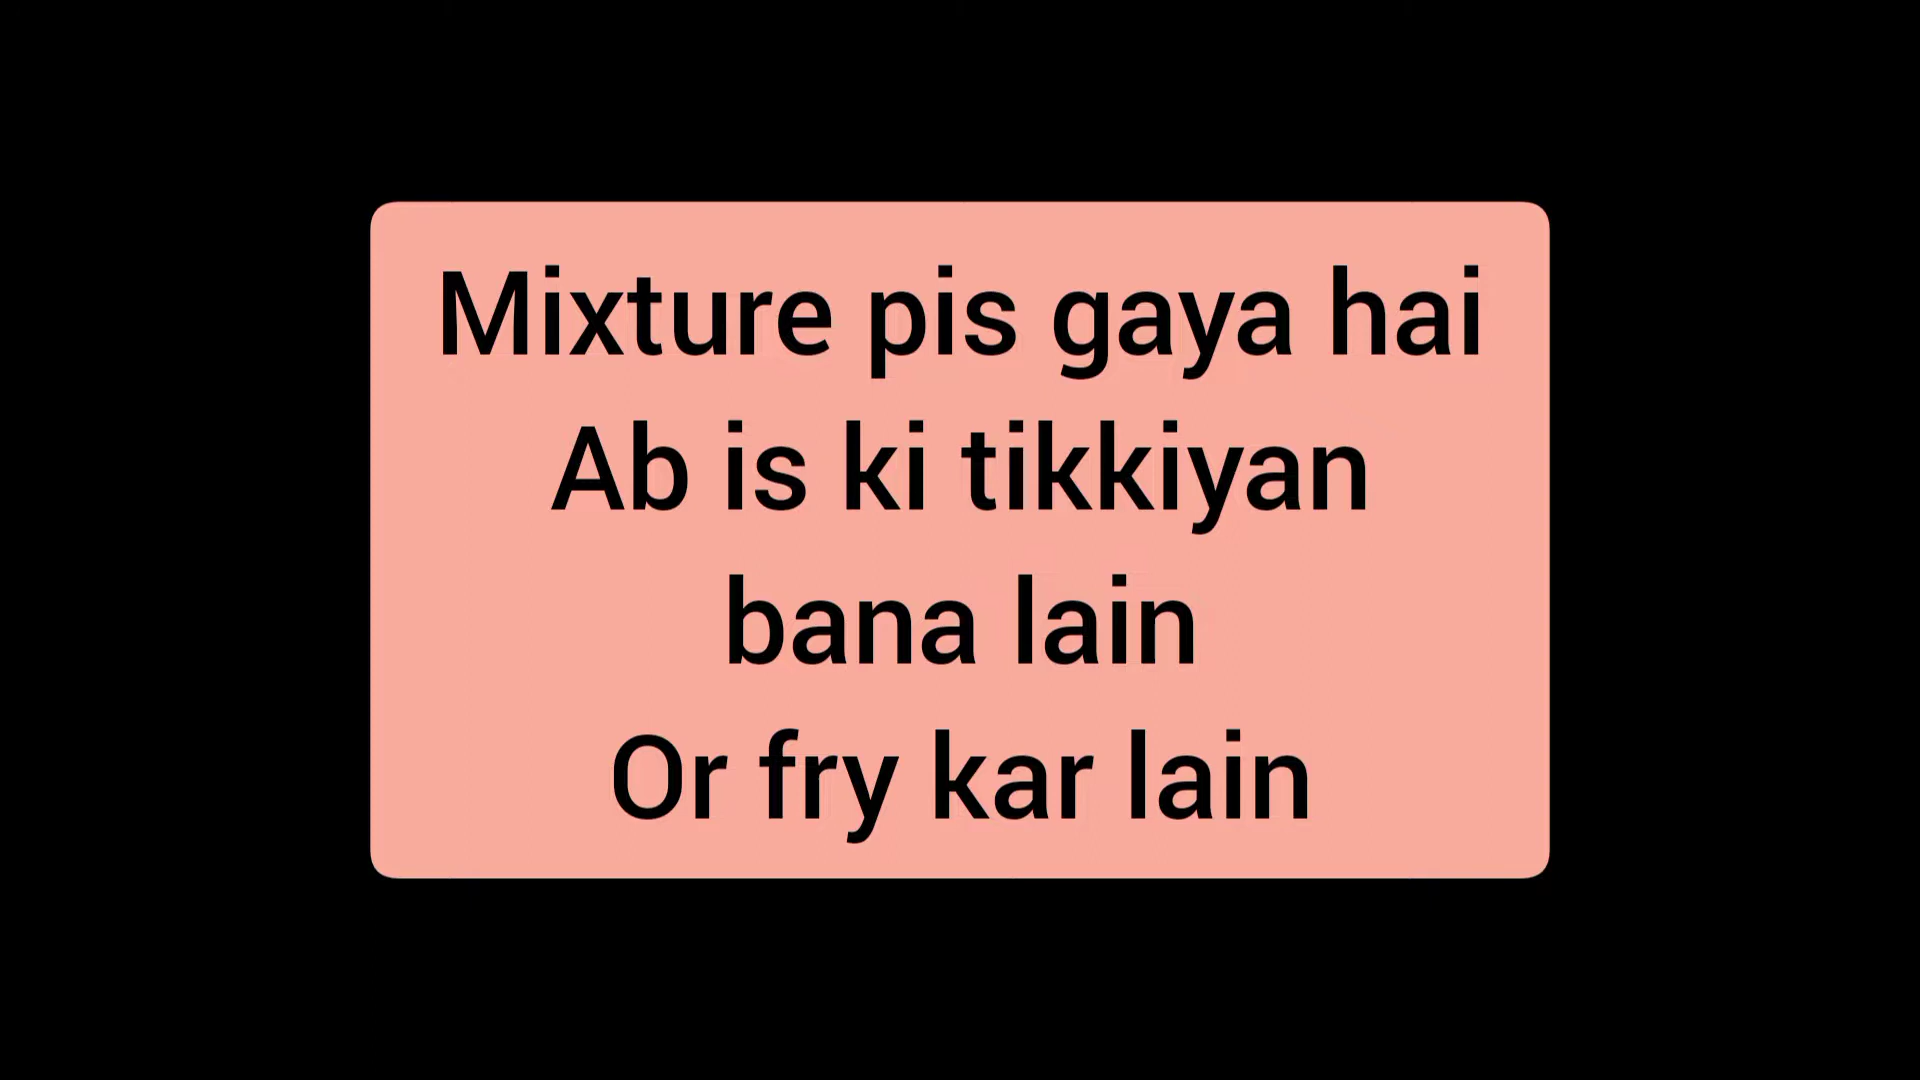 Mixture pis gaya hai
Ab is ki tikkiyan
bana lain
Or fry kar lain